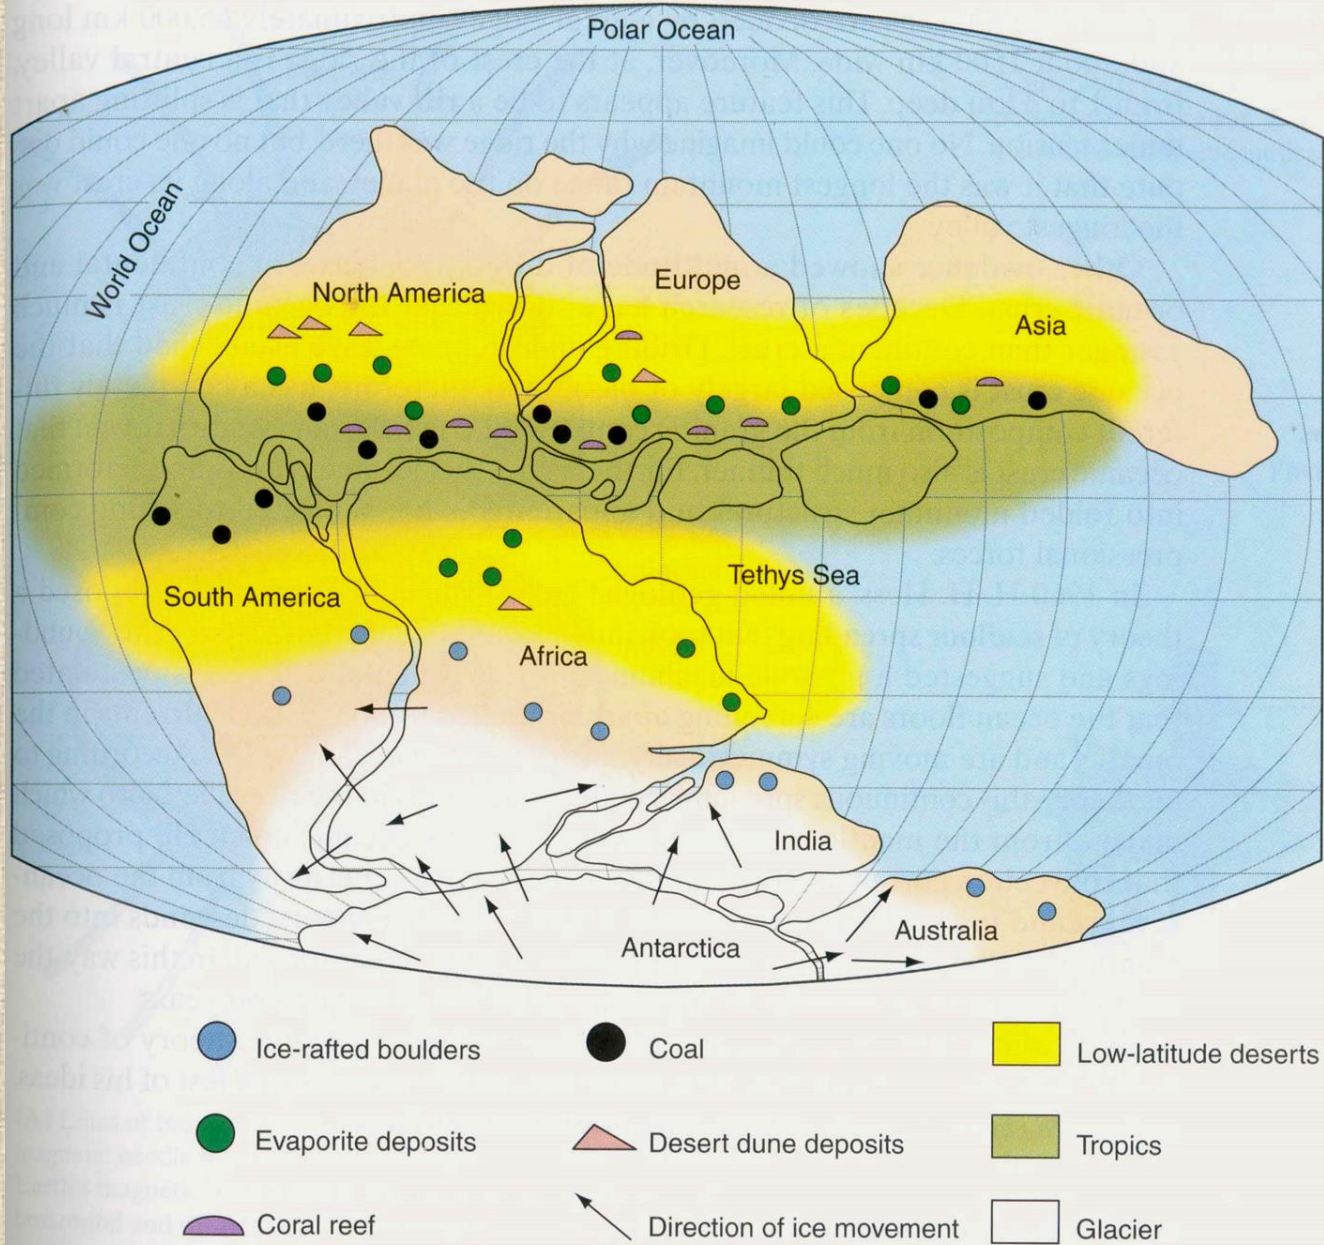 Polar Ocean
World Ocean
North America
Europe
Asia
Tethys Sea
South America
Africa
India
Australia
Antarctica
Ice-rafted boulders
Coal
Low-latitude deserts
Evaporite deposits
Desert dune deposits
Tropics
Coral reef
Direction of ice movement
Glacier